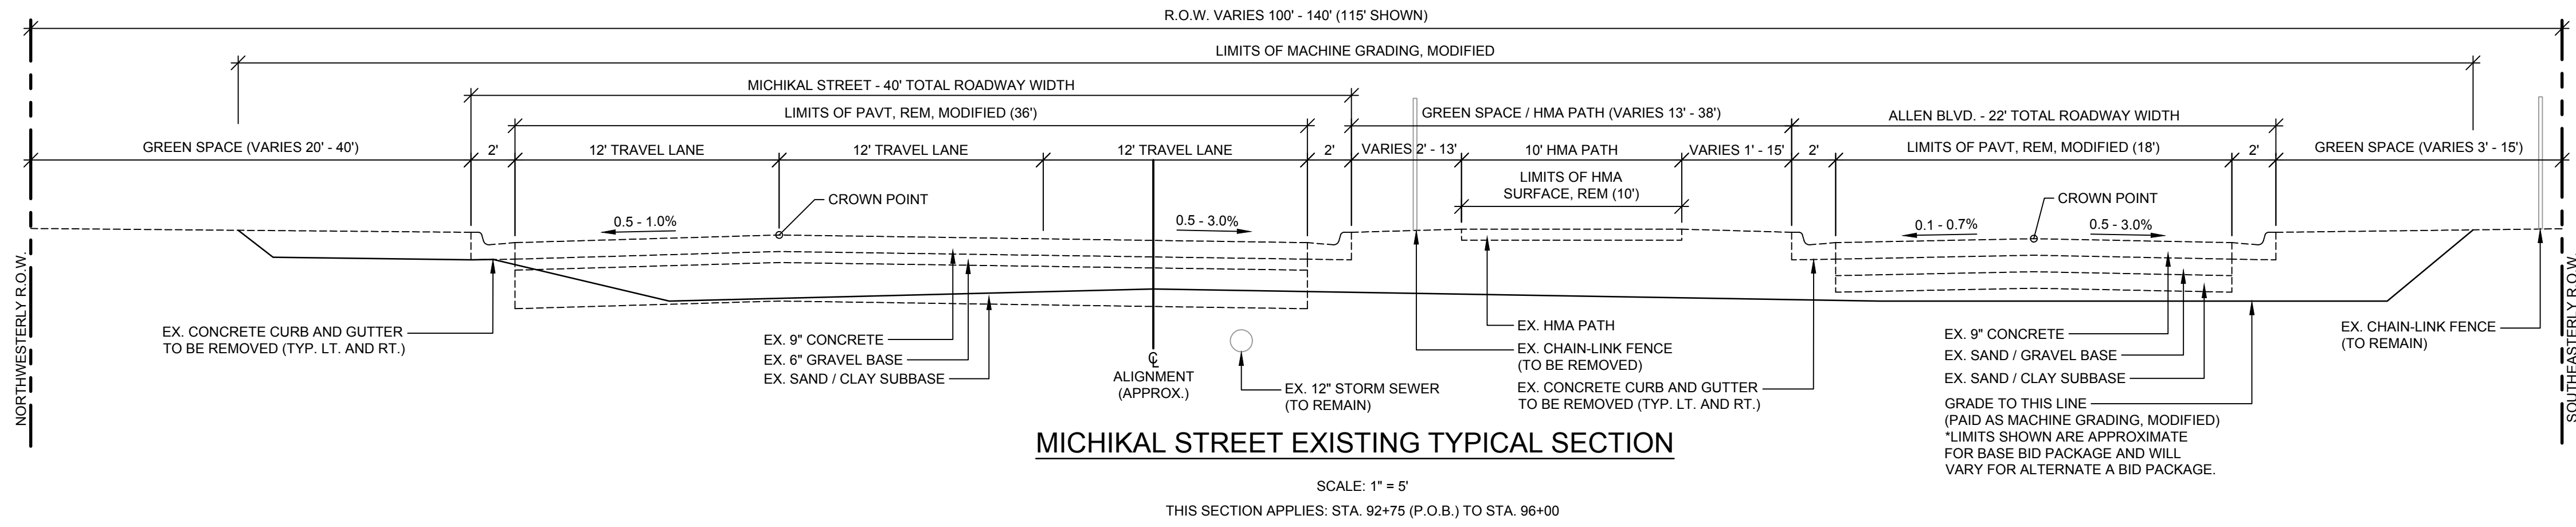 R.O.W. VARIES 100' - 140' (115' SHOWN)
LIMITS OF MACHINE GRADING, MODIFIED
MICHIKAL STREET - 40' TOTAL ROADWAY WIDTH
LIMITS OF PAVT, REM, MODIFIED (36')
GREEN SPACE / HMA PATH (VARIES 13' - 38')
ALLEN BLVD. - 22' TOTAL ROADWAY WIDTH
GREEN SPACE (VARIES 20' - 40')
2'
12' TRAVEL LANE
12' TRAVEL LANE
12' TRAVEL LANE
2'
VARIES 2' - 13'
10' HMA PATH
VARIES 1' - 15'
2'
LIMITS OF PAVT, REM, MODIFIED (18')
2'
GREEN SPACE (VARIES 3' - 15')
LIMITS OF HMA
SURFACE, REM (10')
CROWN POINT
CROWN POINT
0.5 - 1.0%
0.5 - 3.0%
0.1 - 0.7%
0.5 - 3.0%
NORTHWESTERLY R.O.W.
SOUTHEASTERLY R.O.W.
EX. CONCRETE CURB AND GUTTER
TO BE REMOVED (TYP. LT. AND RT.)
EX. 9" CONCRETE
EX. 6" GRAVEL BASE
EX. SAND / CLAY SUBBASE
℄
ALIGNMENT
(APPROX.)
EX. 12" STORM SEWER
(TO REMAIN)
EX. HMA PATH
EX. CHAIN-LINK FENCE
(TO BE REMOVED)
EX. CONCRETE CURB AND GUTTER
TO BE REMOVED (TYP. LT. AND RT.)
EX. 9" CONCRETE
EX. SAND / GRAVEL BASE
EX. SAND / CLAY SUBBASE
GRADE TO THIS LINE
(PAID AS MACHINE GRADING, MODIFIED)
*LIMITS SHOWN ARE APPROXIMATE
FOR BASE BID PACKAGE AND WILL
VARY FOR ALTERNATE A BID PACKAGE.
EX. CHAIN-LINK FENCE
(TO REMAIN)
MICHIKAL STREET EXISTING TYPICAL SECTION
SCALE: 1" = 5'
THIS SECTION APPLIES: STA. 92+75 (P.O.B.) TO STA. 96+00